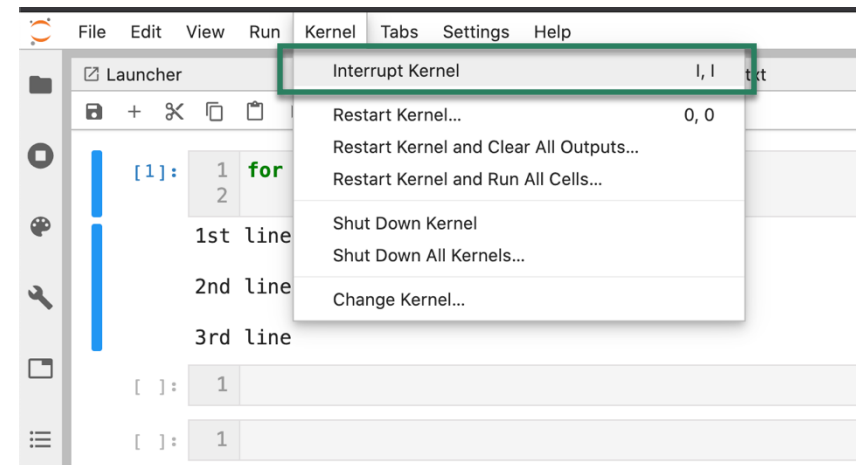 File Edit View Run Kernel Tabs Settings Help
Launcher
Interrupt Kernel I, I
Restart Kernel... 0, 0
Restart Kernel and Clear All Outputs...
Restart Kernel and Run All Cells...
Shut Down Kernel
Shut Down All Kernels...
Change Kernel...
[1]: 1 for
2
1st line
2nd line
3rd line
[ ]: 1
[ ]: 1